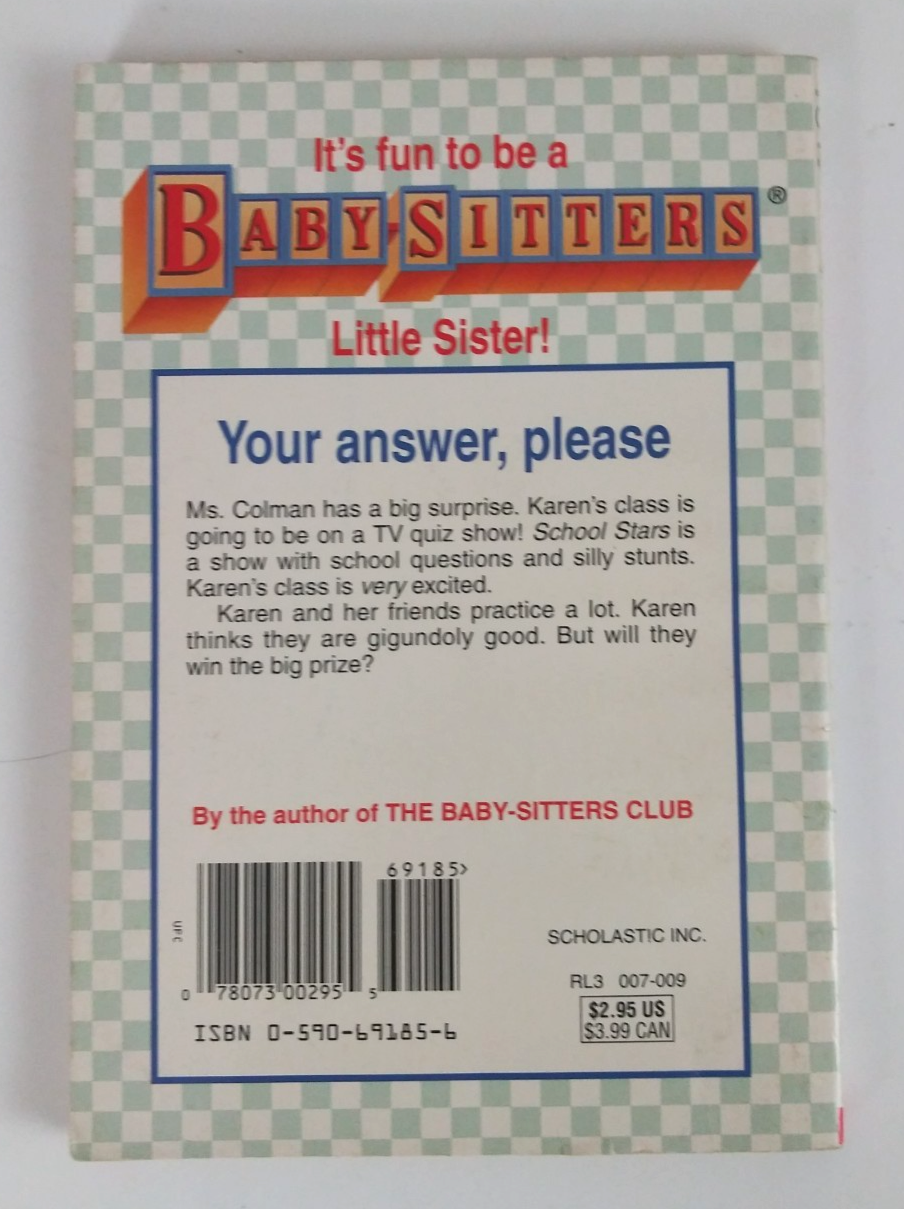 It's fun to be a
BABY-SITTERS®
Little Sister!
Your answer, please
Ms. Colman has a big surprise. Karen's class is
going to be on a TV quiz show! School Stars is
a show with school questions and silly stunts.
Karen's class is very excited.
Karen and her friends practice a lot. Karen
thinks they are gigundoly good. But will they
win the big prize?
By the author of THE BABY-SITTERS CLUB
69185>
UPC
0 78073 00295 5
ISBN 0-590-69185-6
SCHOLASTIC INC.
RL3 007-009
$2.95 US
$3.99 CAN